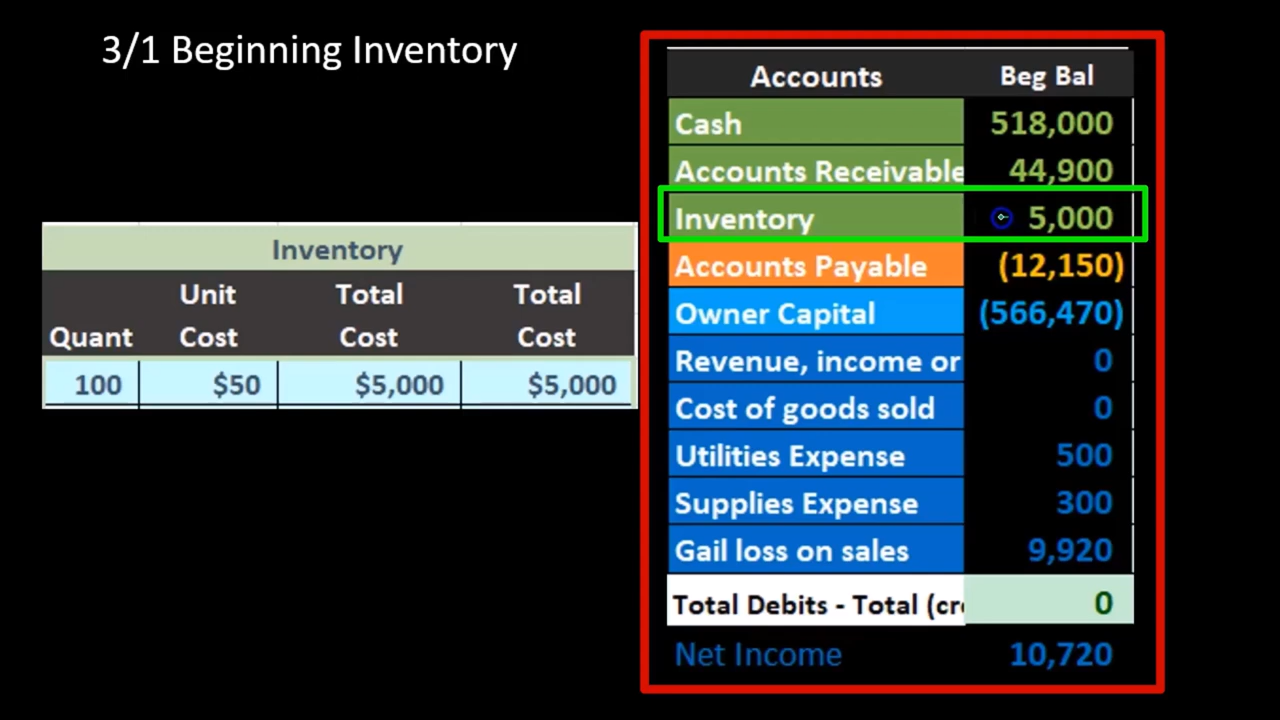 3/1 Beginning Inventory
Inventory
Quant Unit Cost Total Cost Total Cost
100 $50 $5,000 $5,000
Accounts Beg Bal
Cash 518,000
Accounts Receivable 44,900
Inventory 5,000
Accounts Payable (12,150)
Owner Capital (566,470)
Revenue, income or 0
Cost of goods sold 0
Utilities Expense 500
Supplies Expense 300
Gail loss on sales 9,920
Total Debits - Total (cre 0
Net Income 10,720